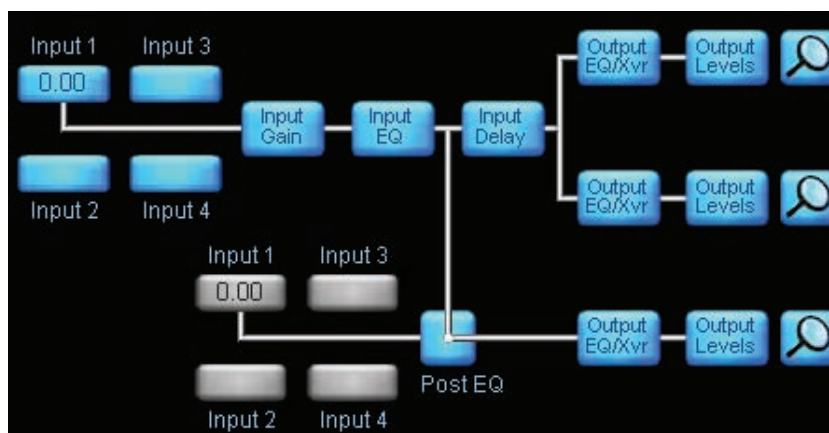 Input 1
Input 3
0.00
Input 2
Input 4
Input
Gain
Input
EQ
Input
Delay
Output
EQ/Xvr
Output
Levels
Output
EQ/Xvr
Output
Levels
Input 1
Input 3
0.00
Input 2
Input 4
Post EQ
Output
EQ/Xvr
Output
Levels